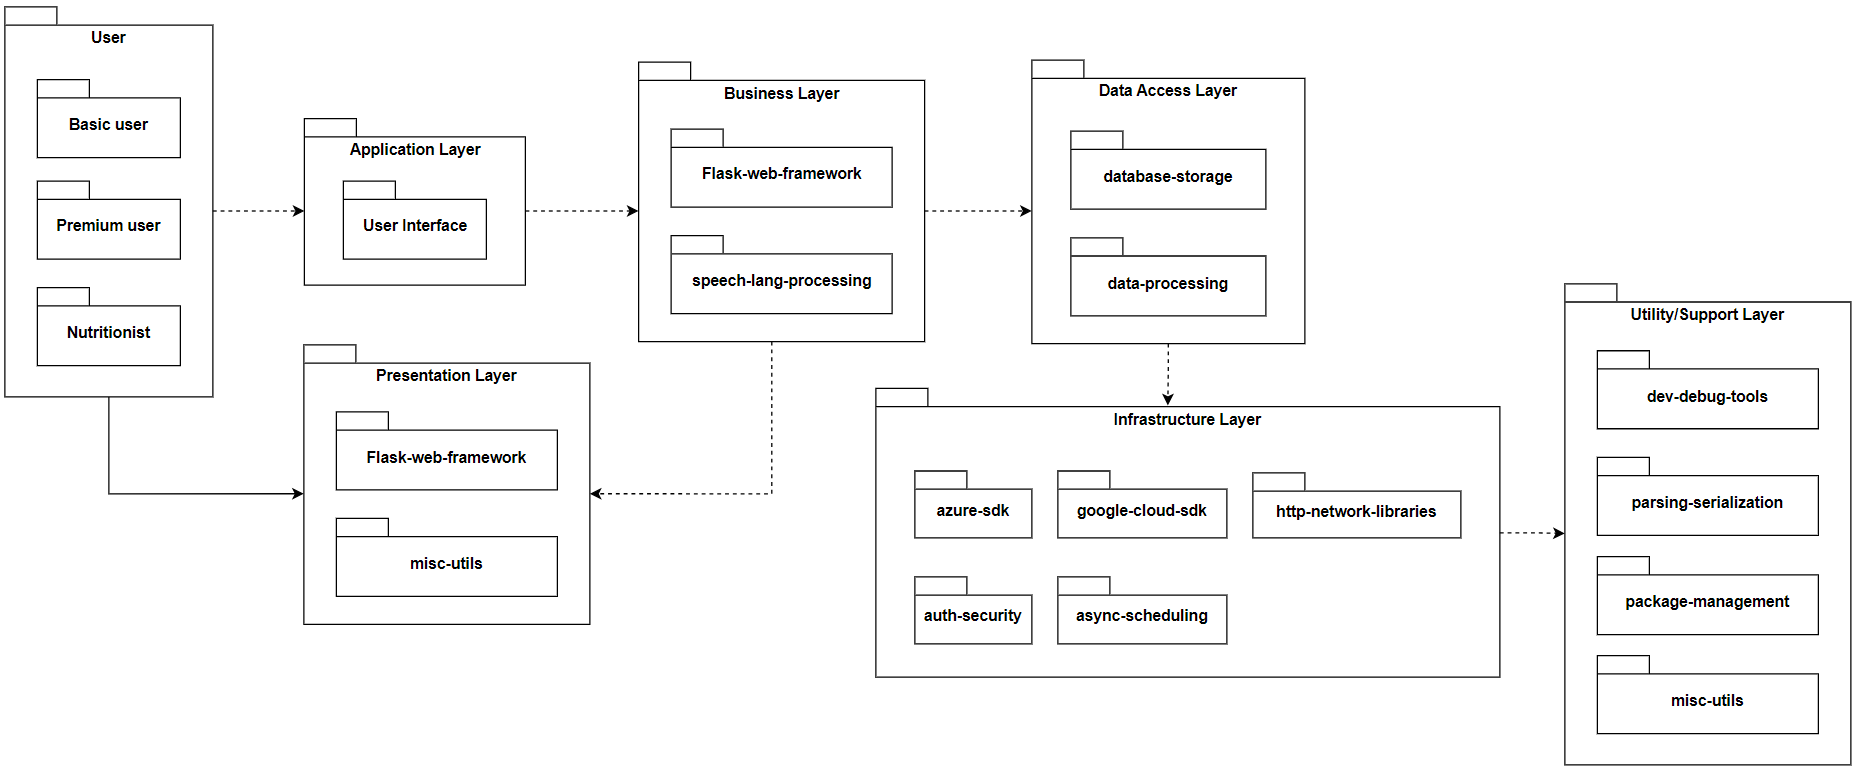 User
Basic user
Premium user
Nutritionist
Application Layer
User Interface
Presentation Layer
Flask-web-framework
misc-utils
Business Layer
Flask-web-framework
speech-lang-processing
Data Access Layer
database-storage
data-processing
Infrastructure Layer
azure-sdk
google-cloud-sdk
http-network-libraries
auth-security
async-scheduling
Utility/Support Layer
dev-debug-tools
parsing-serialization
package-management
misc-utils